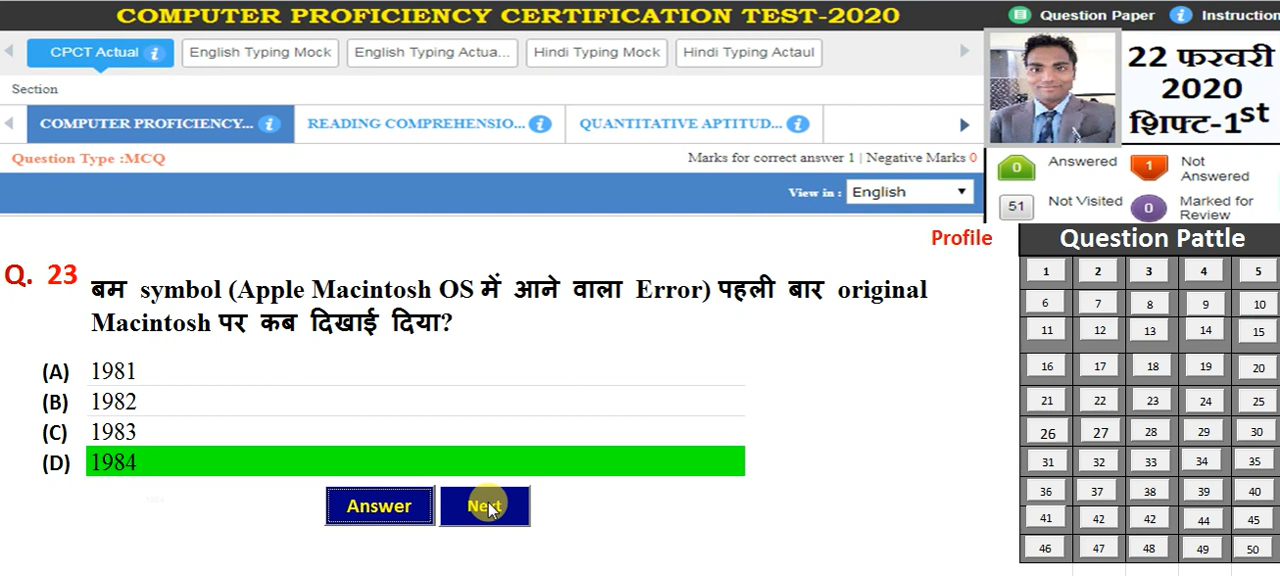 COMPUTER PROFICIENCY CERTIFICATION TEST-2020
Question Paper
Instruction
CPCT Actual
English Typing Mock
English Typing Actua...
Hindi Typing Mock
Hindi Typing Actaul
22 फरवरी
2020
शिफ्ट-1st
Section
COMPUTER PROFICIENCY...
READING COMPREHENSIO...
QUANTITATIVE APTITUD...
Question Type :MCQ
Marks for correct answer 1 | Negative Marks 0
0 Answered
1 Not Answered
51 Not Visited
0 Marked for Review
View in : English
Profile
Question Pattle
Q. 23 बम symbol (Apple Macintosh OS में आने वाला Error) पहली बार original
Macintosh पर कब दिखाई दिया?
(A) 1981
(B) 1982
(C) 1983
(D) 1984
Answer
Next
1 2 3 4 5
6 7 8 9 10
11 12 13 14 15
16 17 18 19 20
21 22 23 24 25
26 27 28 29 30
31 32 33 34 35
36 37 38 39 40
41 42 42 44 45
46 47 48 49 50